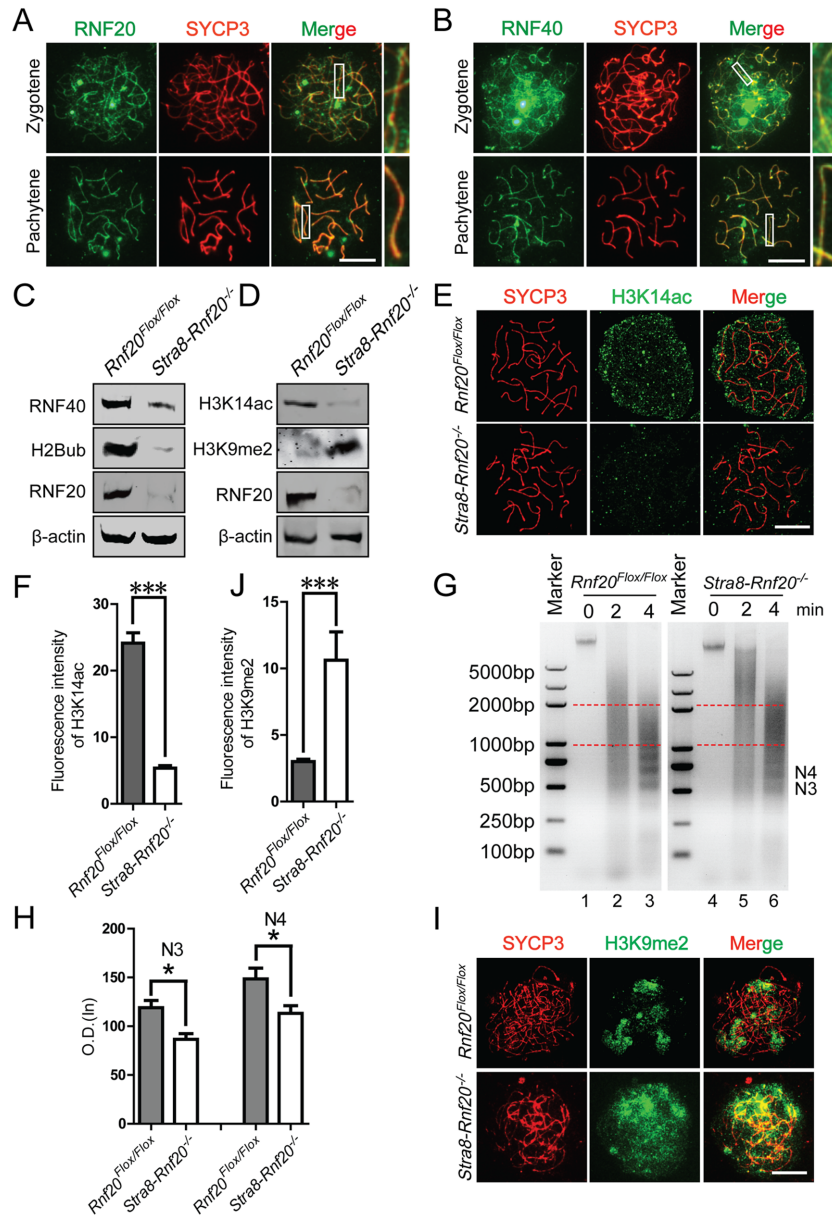 A
RNF20 SYCP3 Merge
Zygotene
Pachytene
B
RNF40 SYCP3 Merge
Zygotene
Pachytene
C
Rnf20Flox/Flox Stra8-Rnf20-/-
RNF40
H2Bub
RNF20
β-actin
D
Rnf20Flox/Flox Stra8-Rnf20-/-
H3K14ac
H3K9me2
RNF20
β-actin
E
SYCP3 H3K14ac Merge
Rnf20Flox/Flox
Stra8-Rnf20-/-
F
Fluorescence intensity
of H3K14ac
30
20
10
0
***
Rnf20Flox/Flox
Stra8-Rnf20-/-
J
Fluorescence intensity
of H3K9me2
15
10
5
0
***
Rnf20Flox/Flox
Stra8-Rnf20-/-
G
Marker Rnf20Flox/Flox Marker Stra8-Rnf20-/-
0 2 4 0 2 4 min
5000bp
2000bp
1000bp
500bp
250bp
100bp
N4
N3
1 2 3 4 5 6
H
O.D.(In)
200
150
100
50
0
N3
*
N4
*
Rnf20Flox/Flox
Stra8-Rnf20-/-
Rnf20Flox/Flox
Stra8-Rnf20-/-
I
SYCP3 H3K9me2 Merge
Rnf20Flox/Flox
Stra8-Rnf20-/-